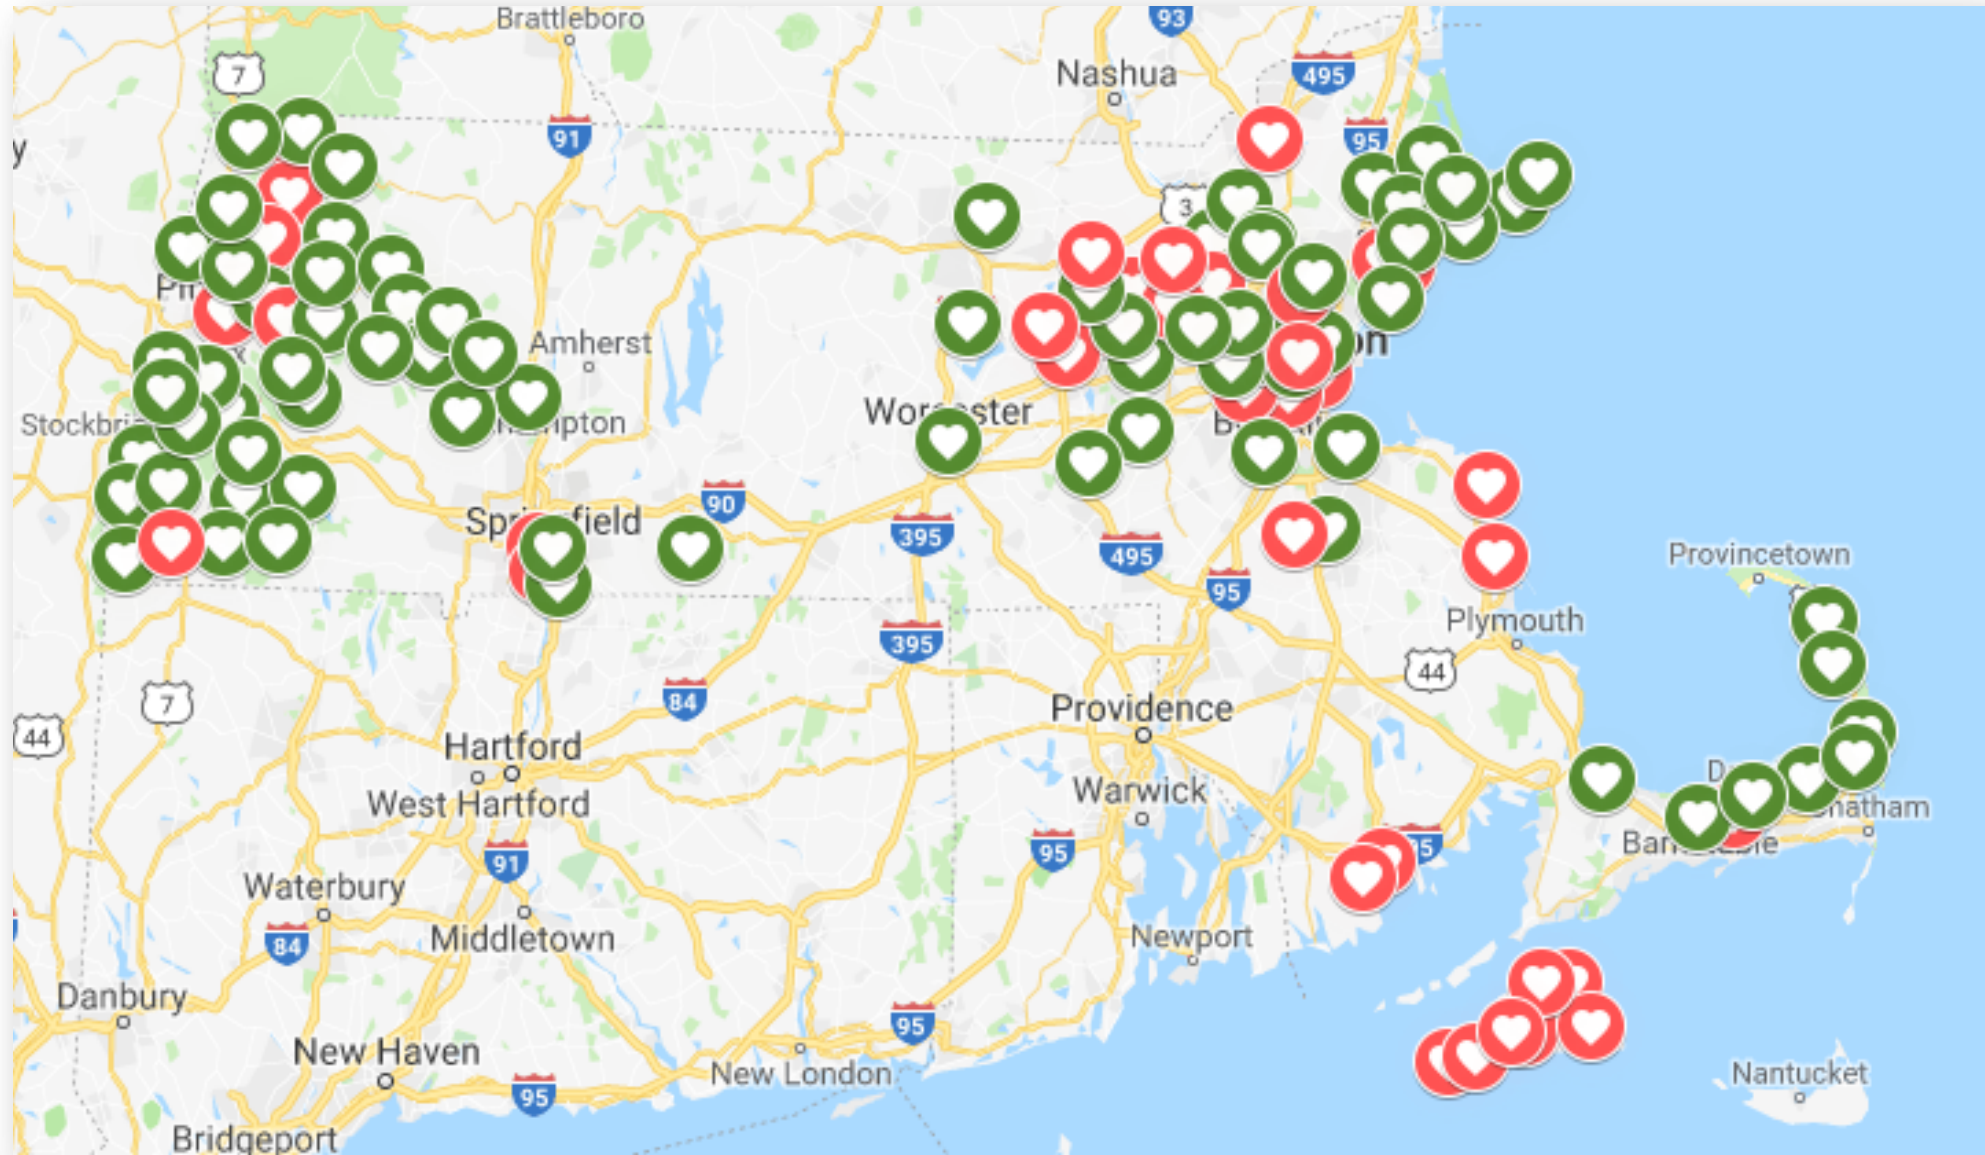 Brattleboro
93
7
Nashua
495
91
95
y
3
Amherst
Worcester
Stockbri
pton
90
Springfield
395
495
Provincetown
95
Plymouth
395
44
7
84
Providence
44
Hartford
West Hartford
Warwick
hatham
Barnstable
91
95
Waterbury
84
Middletown
Newport
Danbury
95
New Haven
New London
Nantucket
95
Bridgeport